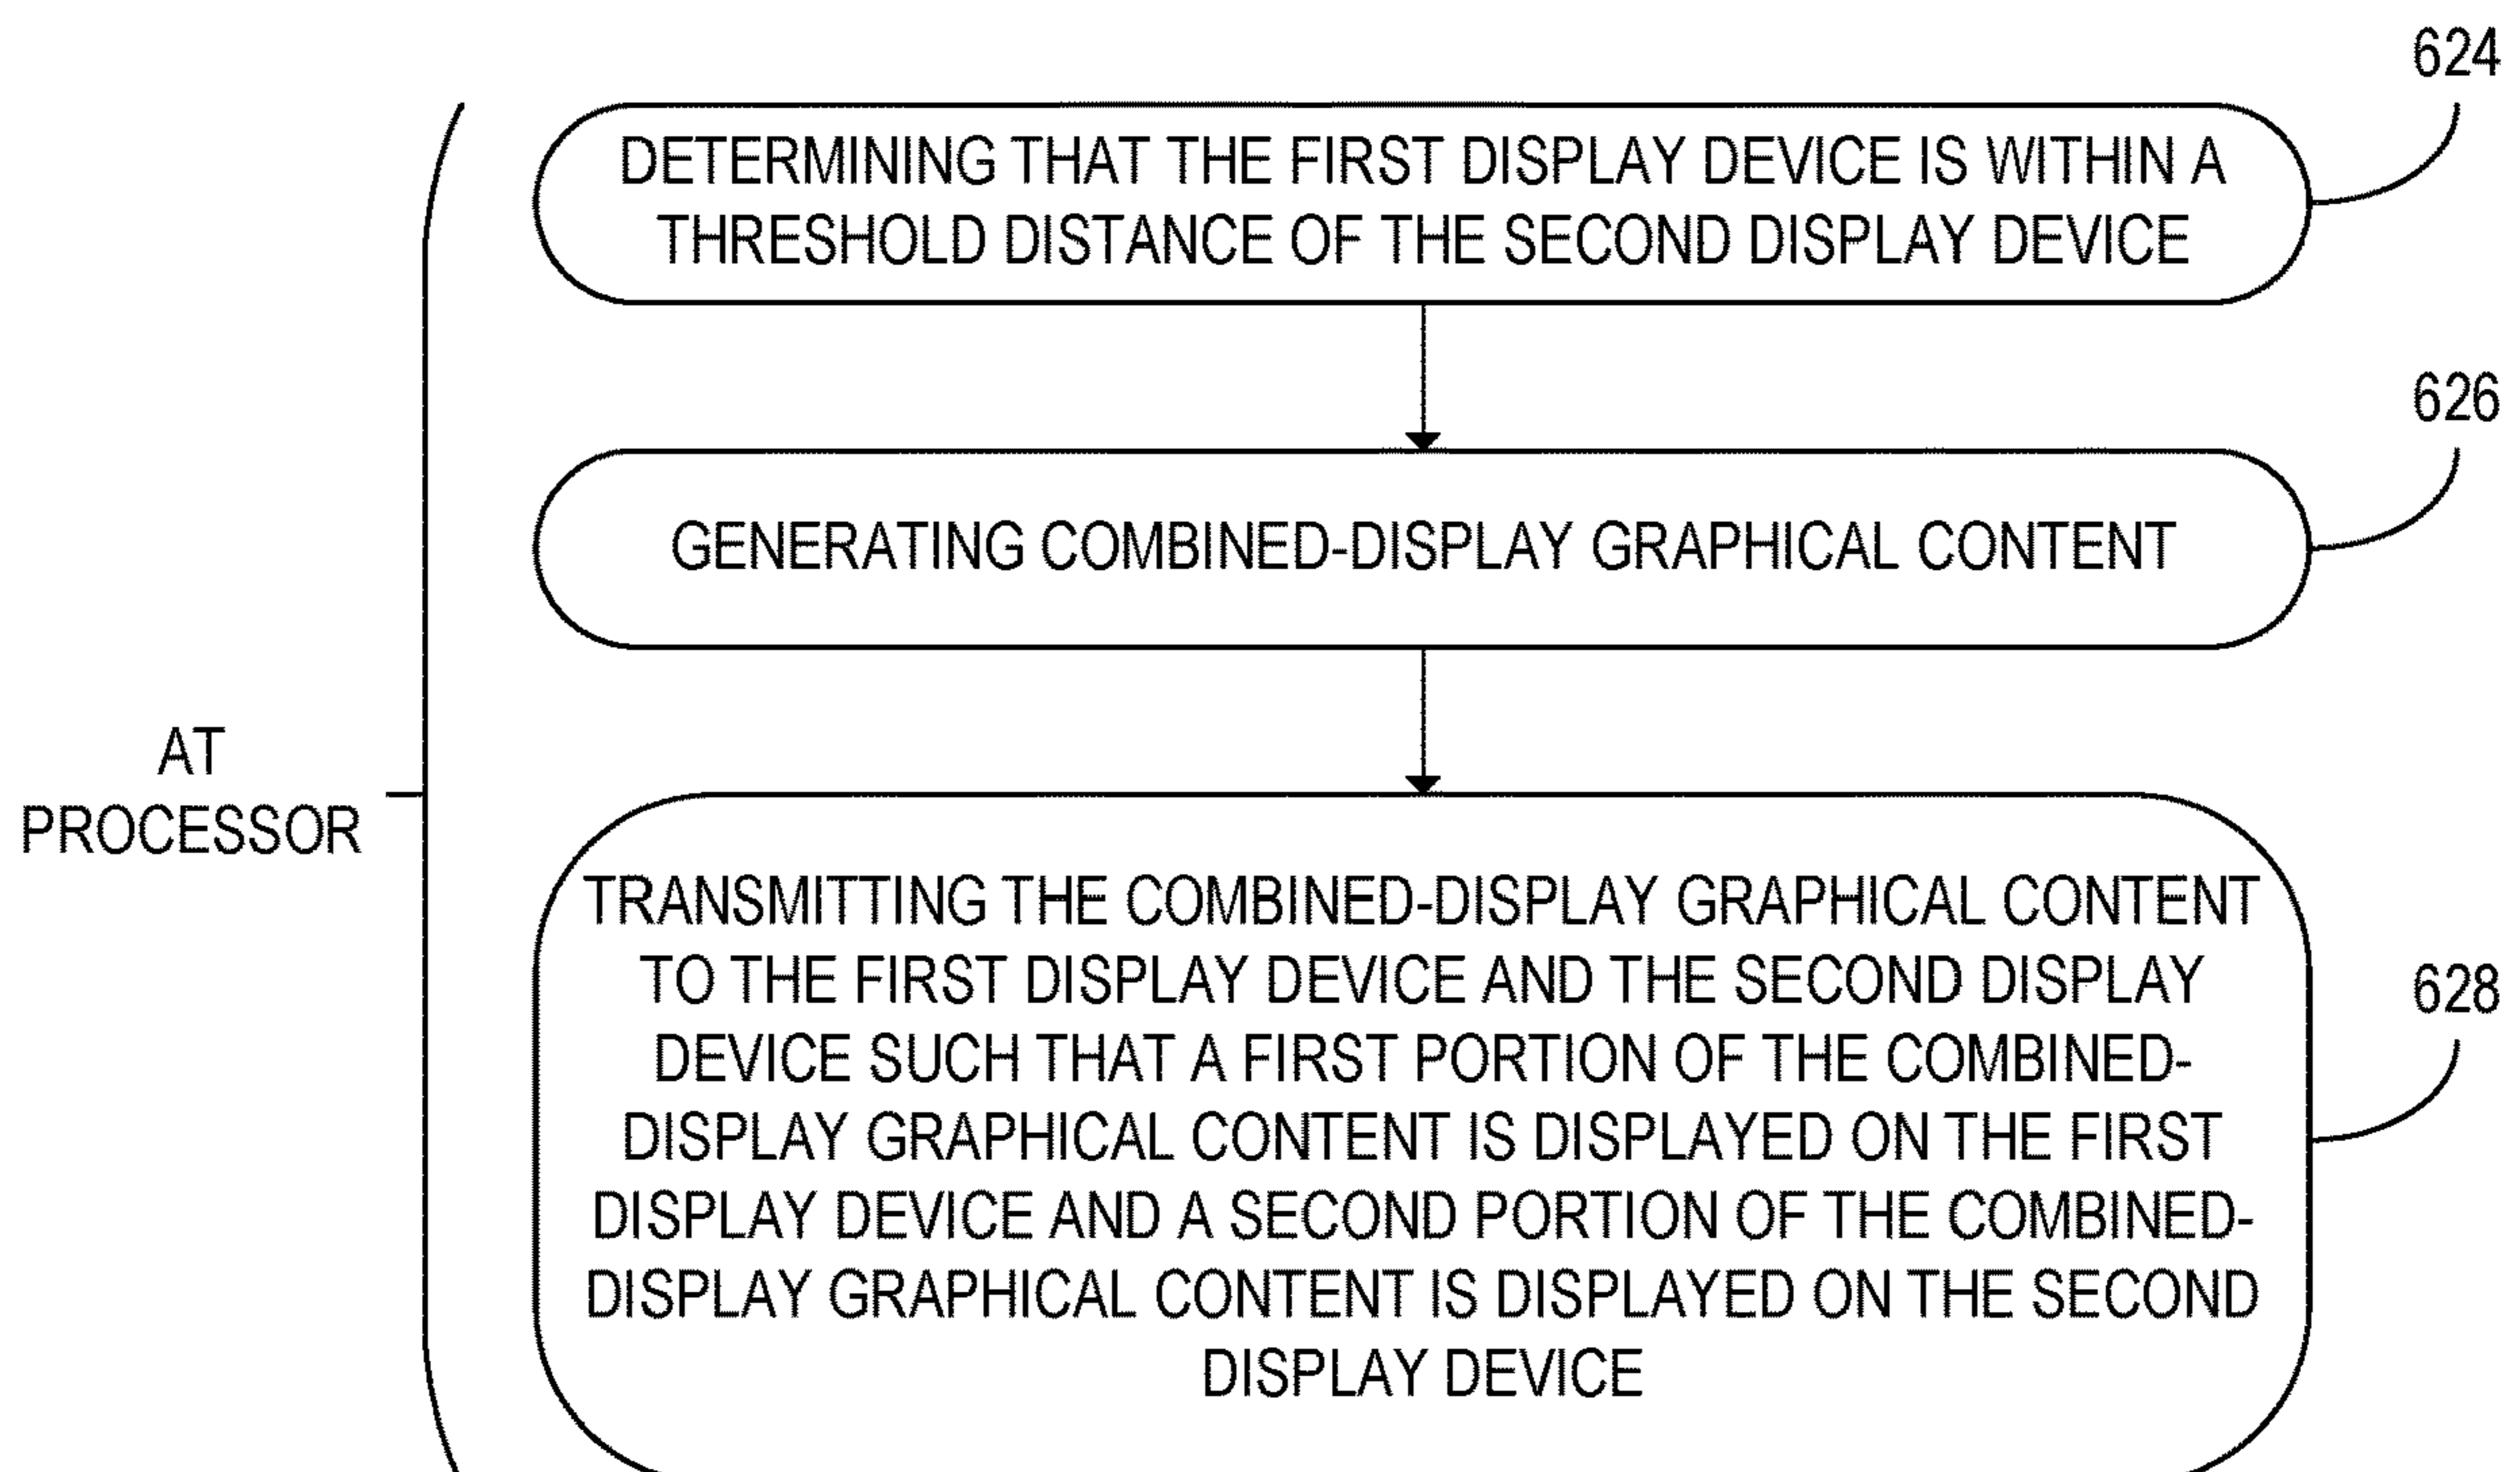 624
DETERMINING THAT THE FIRST DISPLAY DEVICE IS WITHIN A
THRESHOLD DISTANCE OF THE SECOND DISPLAY DEVICE
626
GENERATING COMBINED-DISPLAY GRAPHICAL CONTENT
AT
PROCESSOR
TRANSMITTING THE COMBINED-DISPLAY GRAPHICAL CONTENT
TO THE FIRST DISPLAY DEVICE AND THE SECOND DISPLAY
DEVICE SUCH THAT A FIRST PORTION OF THE COMBINED-
DISPLAY GRAPHICAL CONTENT IS DISPLAYED ON THE FIRST
DISPLAY DEVICE AND A SECOND PORTION OF THE COMBINED-
DISPLAY GRAPHICAL CONTENT IS DISPLAYED ON THE SECOND
DISPLAY DEVICE
628